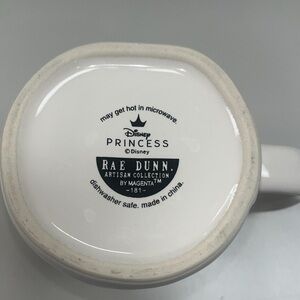 may get hot in microwave.
Disney
PRINCESS
©Disney
RAE DUNN.
ARTISAN COLLECTION
BY MAGENTA™
-181-
dishwasher safe. made in china.